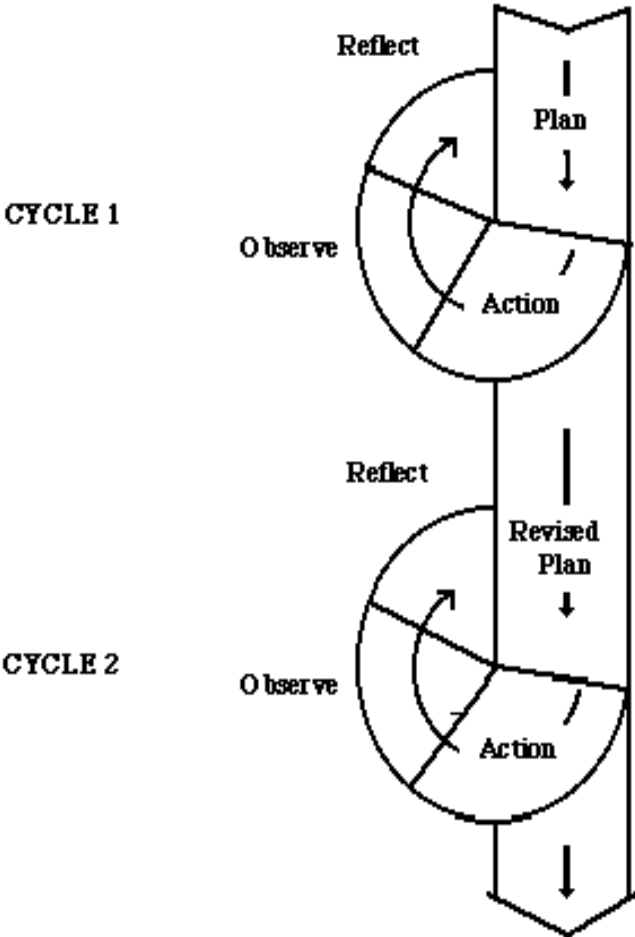 Reflect
Plan
CYCLE 1
Observe
Action
Reflect
Revised
Plan
CYCLE 2
Observe
Action